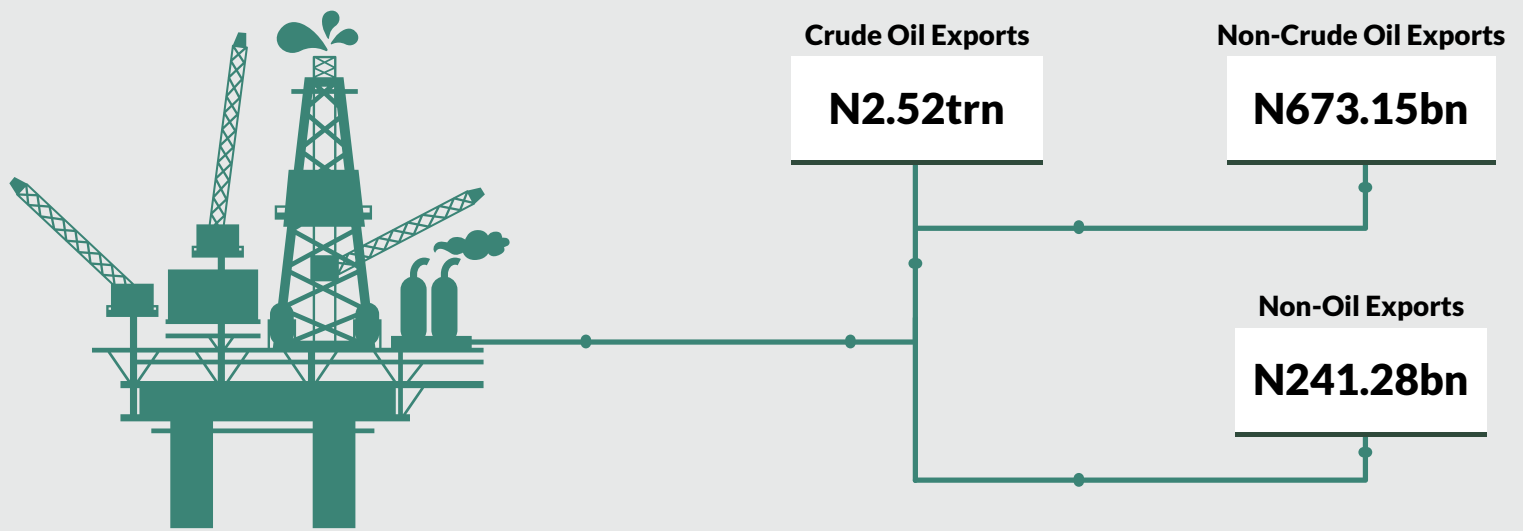 Crude Oil Exports
N2.52trn
Non-Crude Oil Exports
N673.15bn
Non-Oil Exports
N241.28bn